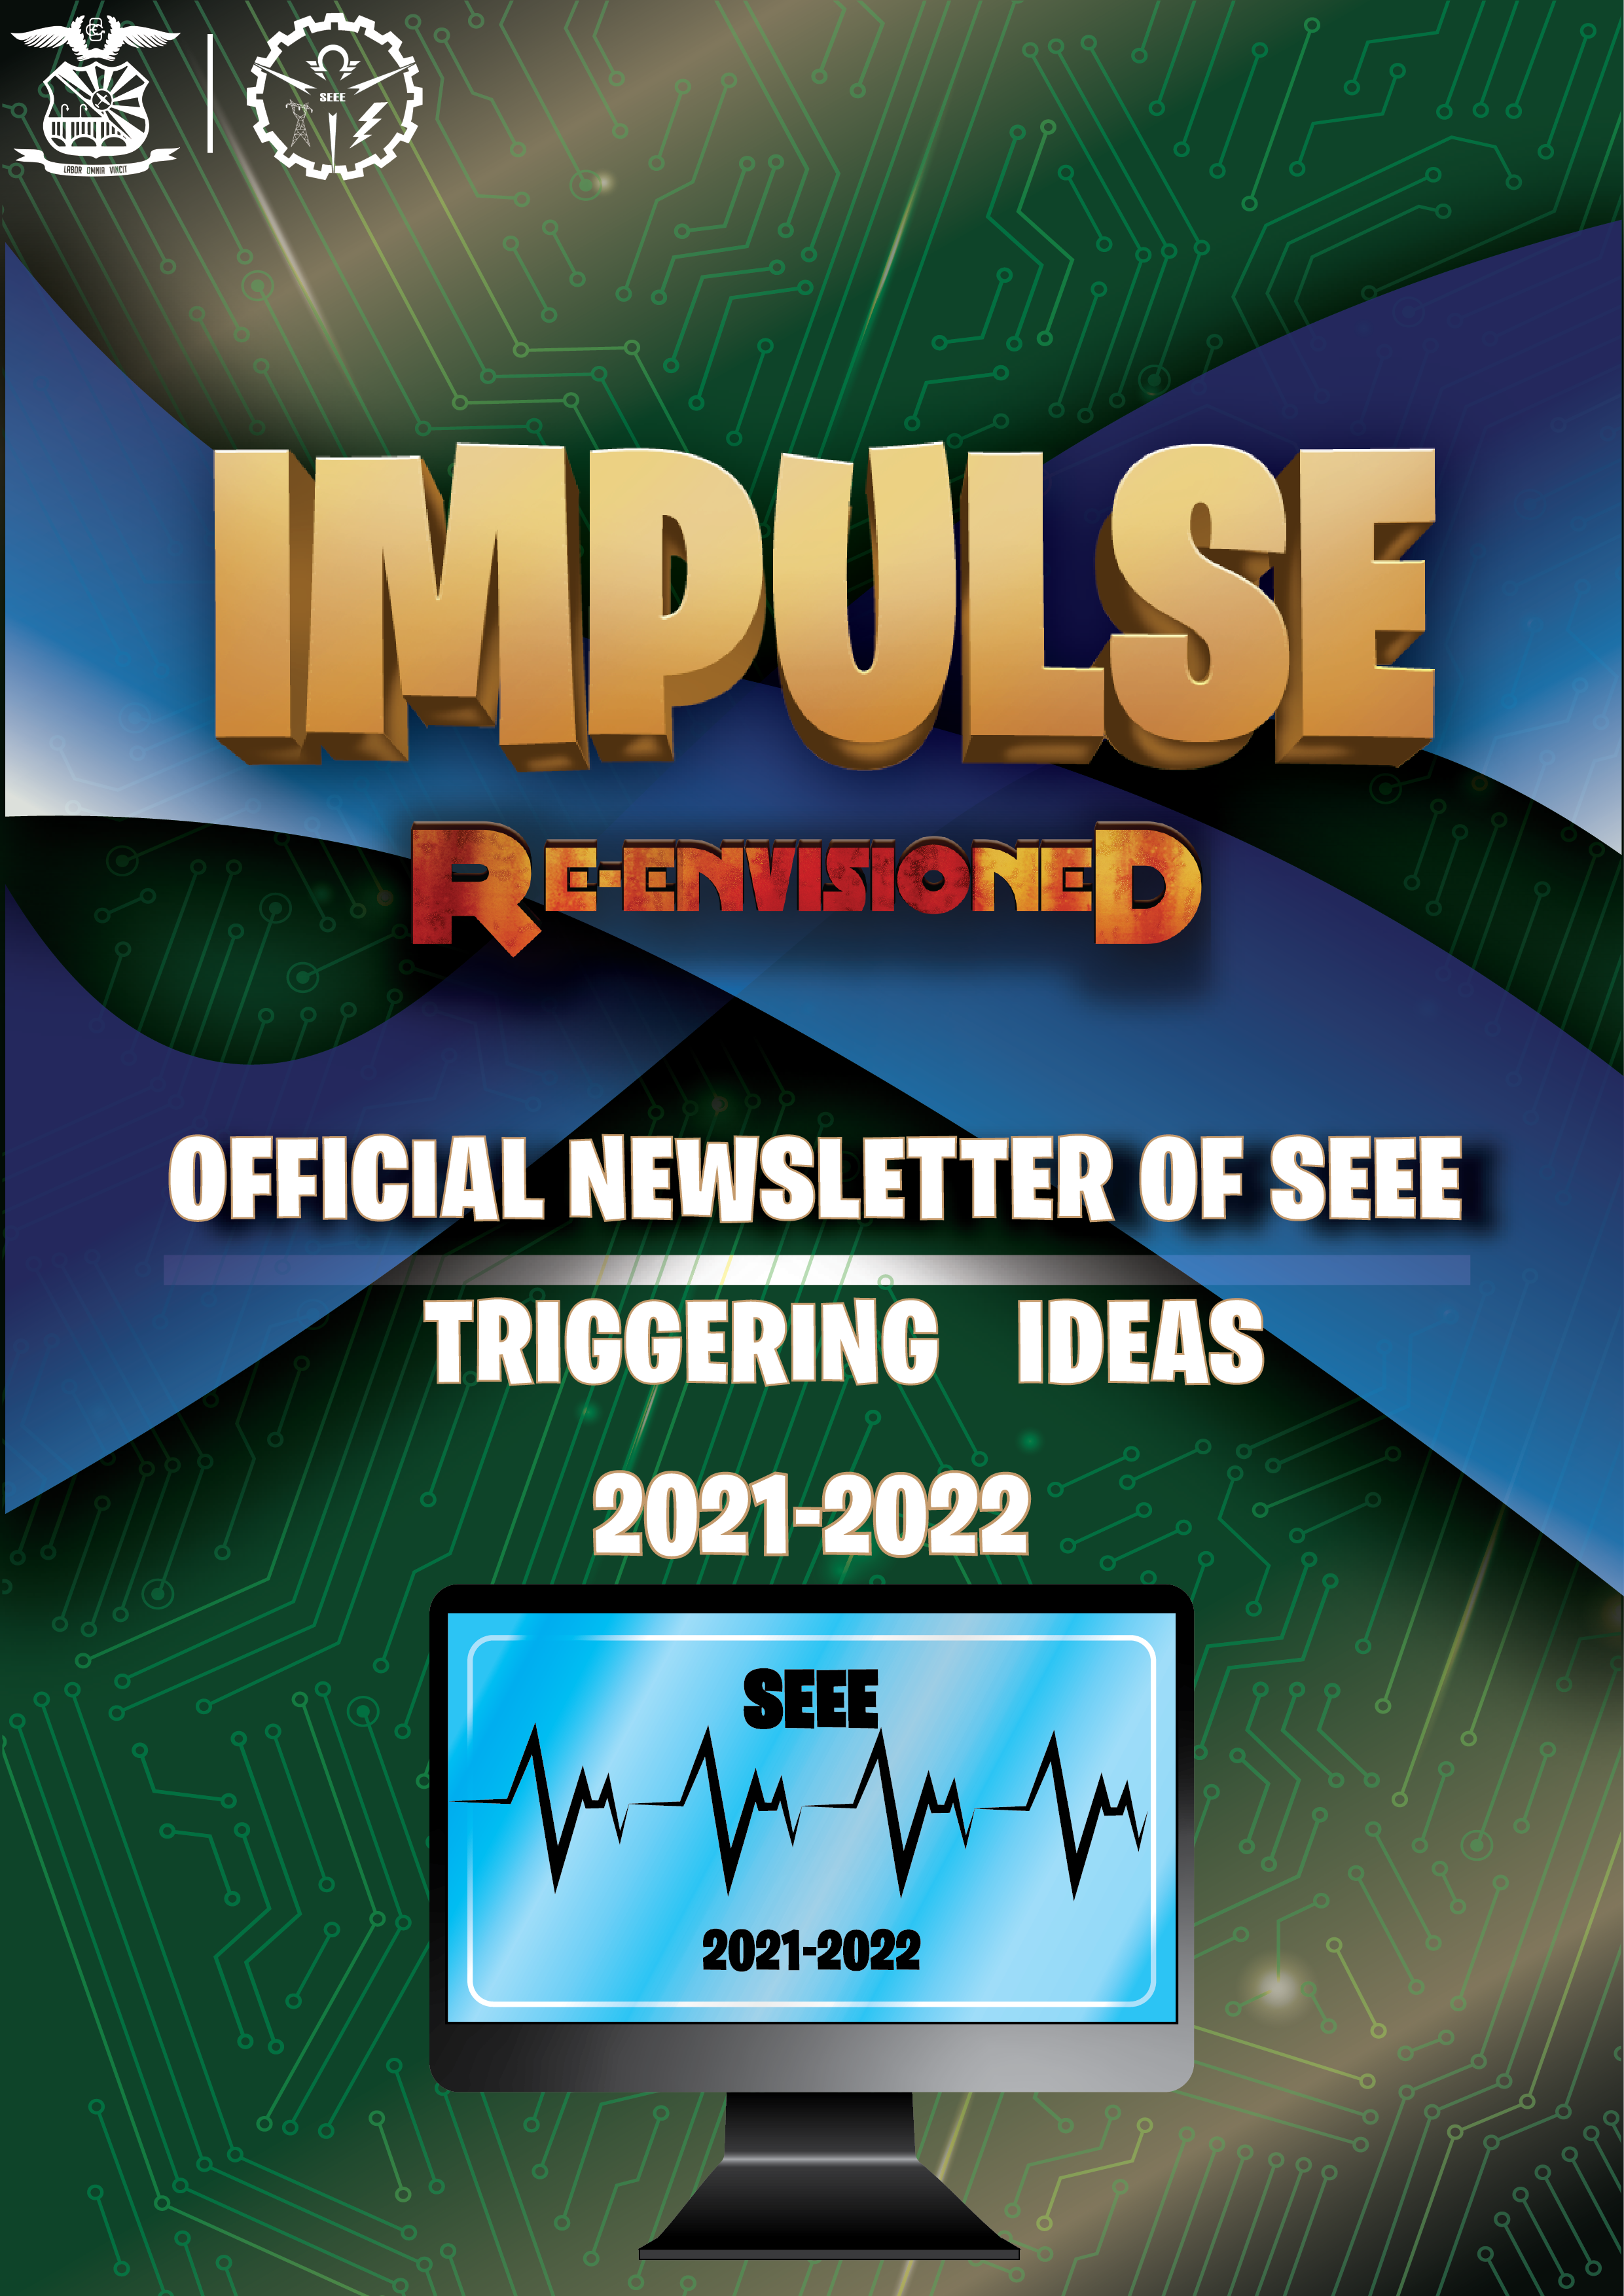 LABOR OMNIA VINCIT
SEEE
IMPULSE
RE-ENVISIONED
OFFICIAL NEWSLETTER OF SEEE
TRIGGERING IDEAS
2021-2022
SEEE
2021-2022